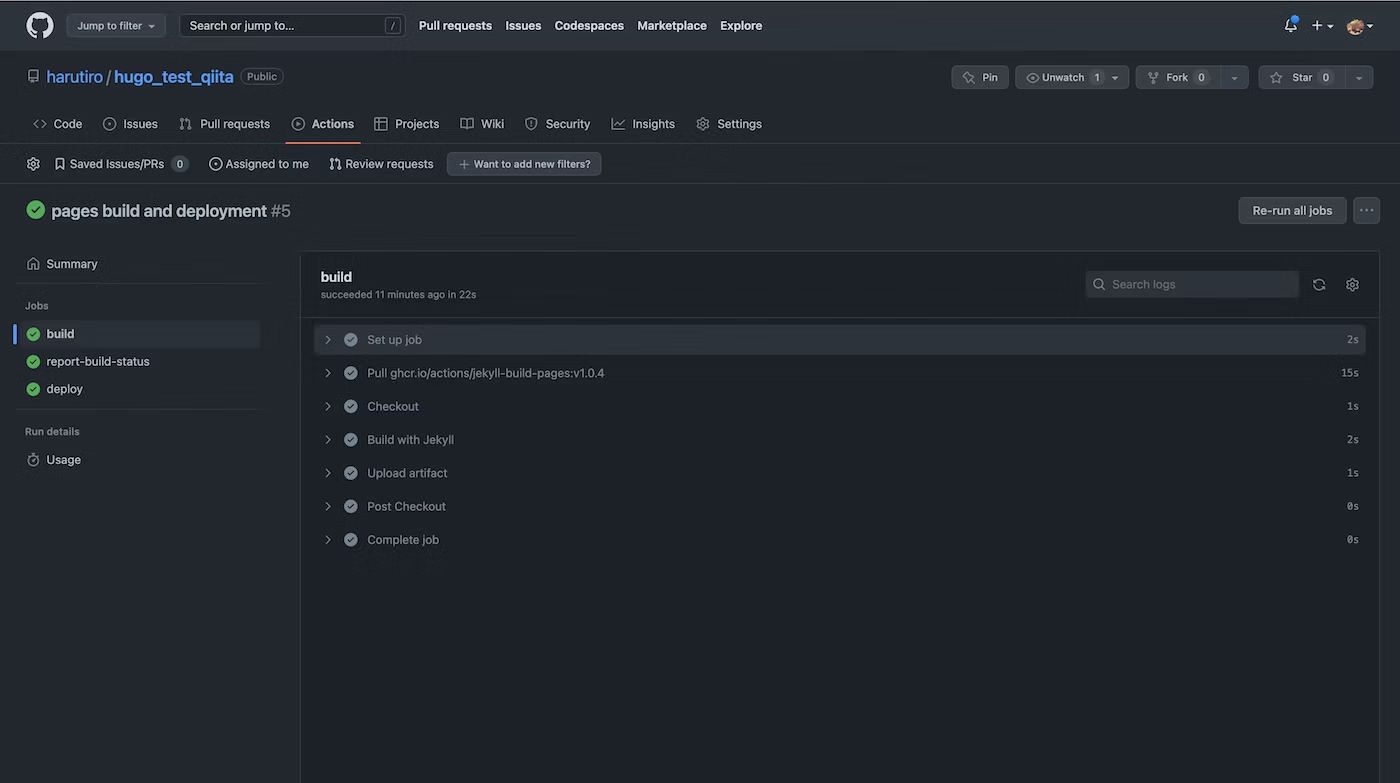 Jump to filter Search or jump to... / Pull requests Issues Codespaces Marketplace Explore
harutiro / hugo_test_qiita Public Pin Unwatch 1 Fork 0 Star 0
Code Issues Pull requests Actions Projects Wiki Security Insights Settings
Saved Issues/PRs 0 Assigned to me Review requests + Want to add new filters?
pages build and deployment #5 Re-run all jobs ...
Summary
Jobs
build
report-build-status
deploy
Run details
Usage
build
succeeded 11 minutes ago in 22s
Search logs
Set up job 2s
Pull ghcr.io/actions/jekyll-build-pages:v1.0.4 15s
Checkout 1s
Build with Jekyll 2s
Upload artifact 1s
Post Checkout 0s
Complete job 0s